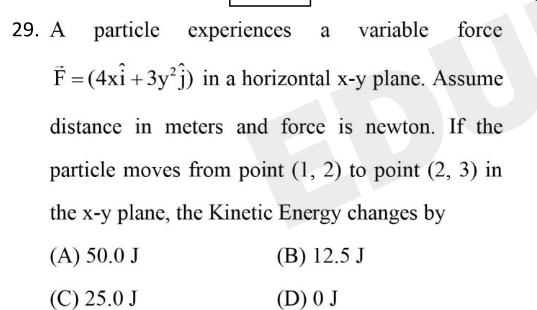 29. A particle experiences a variable force
F⃗ = (4xî + 3y²ĵ) in a horizontal x-y plane. Assume
distance in meters and force is newton. If the
particle moves from point (1, 2) to point (2, 3) in
the x-y plane, the Kinetic Energy changes by
(A) 50.0 J (B) 12.5 J
(C) 25.0 J (D) 0 J
EDU